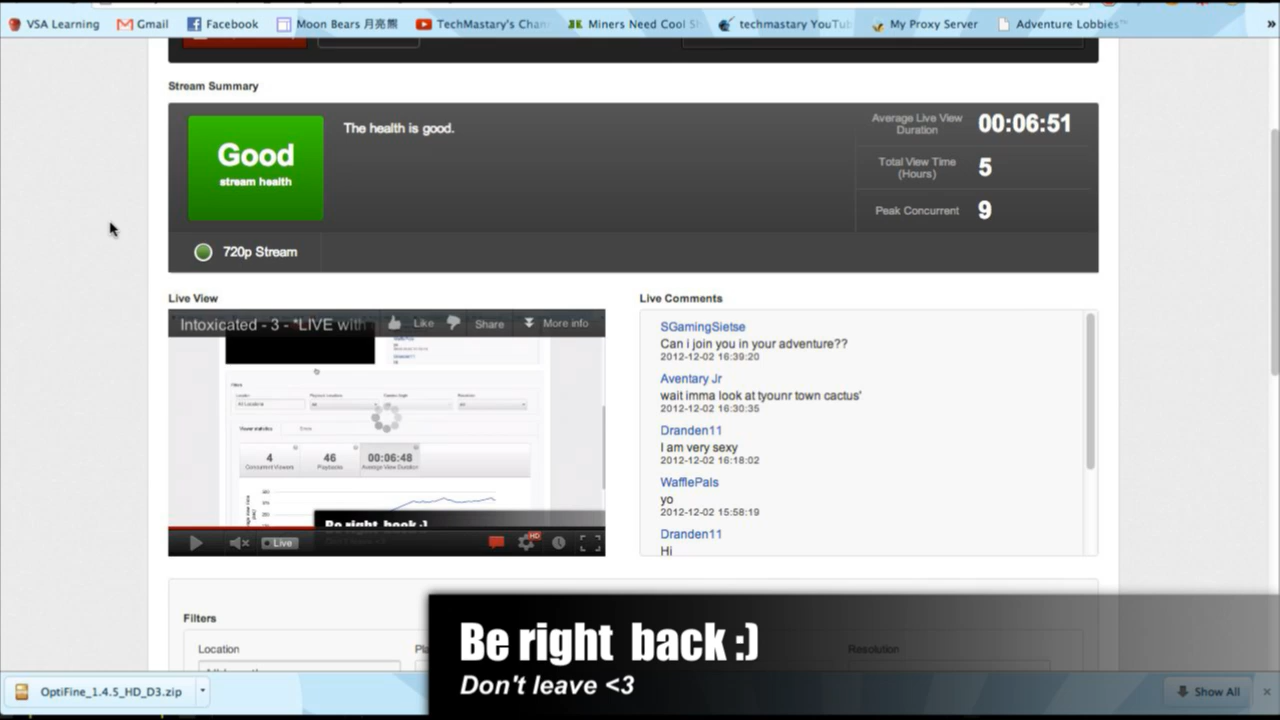 VSA Learning Gmail Facebook Moon Bears 月亮熊 TechMastary's Chan Miners Need Cool S techmastary YouTub My Proxy Server Adventure Lobbies™ »
Stream Summary
Good
stream health
The health is good.
Average Live View
Duration
00:06:51
Total View Time
(Hours)
5
Peak Concurrent 9
720p Stream
Live View
Intoxicated - 3 - *LIVE with Like Share More info
4 46 00:06:48
Concurrent Viewers Playbacks Average View Duration
Be right back :)
Live HD
Live Comments
SGamingSietse
Can i join you in your adventure??
2012-12-02 16:39:20
Aventary Jr
wait imma look at tyounr town cactus'
2012-12-02 16:30:35
Dranden11
I am very sexy
2012-12-02 16:18:02
WafflePals
yo
2012-12-02 15:58:19
Dranden11
Hi
Filters
Location Resolution
Be right back :)
Don't leave <3
OptiFine_1.4.5_HD_D3.zip Show All